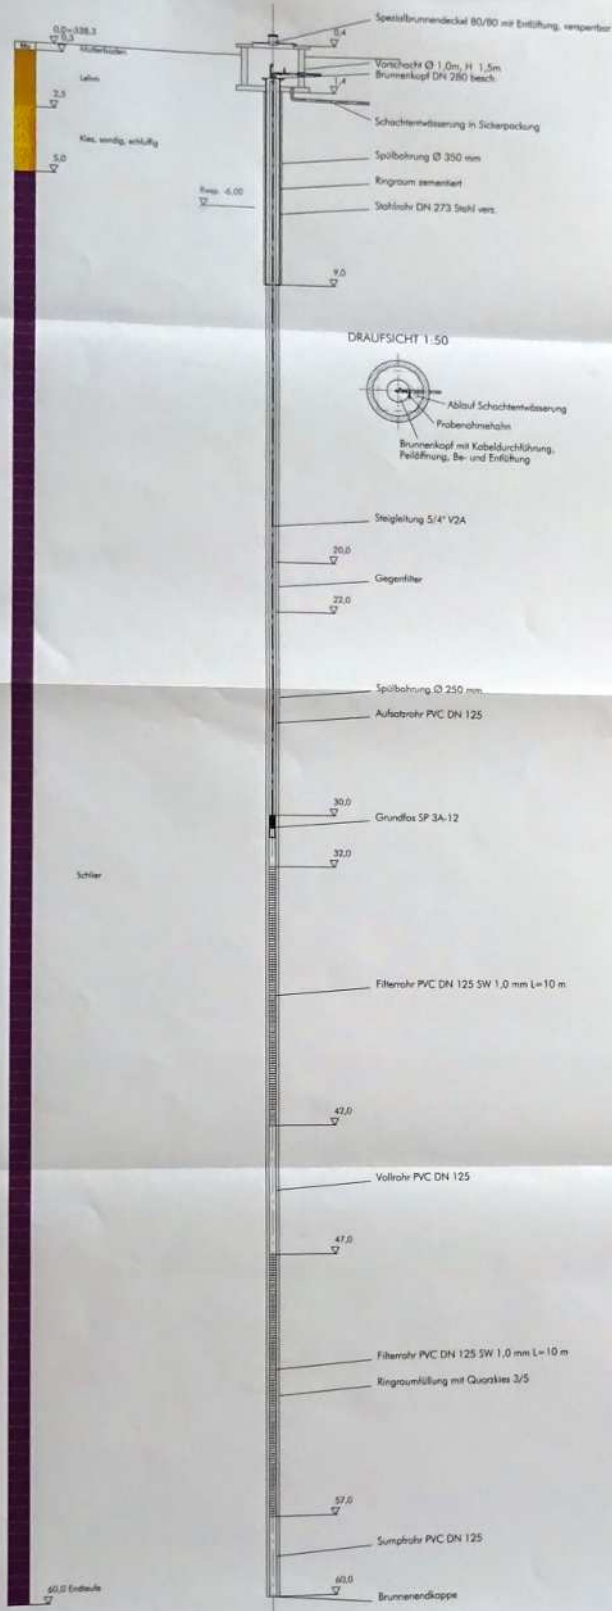 Spezialbrunnendeckel 80/80 mit Entlüftung, versperrbar
0,0=338,3
0,3
0,4
Mu
Mutterboden
Vorschacht Ø 1,0m, H 1,5m
Brunnenkopf DN 280 besch.
Lehm
1,4
2,5
Schachtentwässerung in Sickerpackung
Kies, sandig, schluffig
Spülbohrung Ø 350 mm
5,0
Ringraum zementiert
-6,00
Stahlrohr DN 273 Stahl verz.
9,0
DRAUFSICHT 1:50
Ablauf Schachtentwässerung
Probenahmehahn
Brunnenkopf mit Kabeldurchführung,
Peilöffnung, Be- und Entlüftung
Steigleitung 5/4" V2A
20,0
Gegenfilter
22,0
Spülbohrung Ø 250 mm
Aufsatzrohr PVC DN 125
30,0
Grundfos SP 3A-12
32,0
Schlier
Filterrohr PVC DN 125 SW 1,0 mm L=10 m
42,0
Vollrohr PVC DN 125
47,0
Filterrohr PVC DN 125 SW 1,0 mm L=10 m
Ringraumfüllung mit Quarzkies 3/5
57,0
Sumpfrohr PVC DN 125
60,0 Endteufe
60,0
Brunnenendkappe